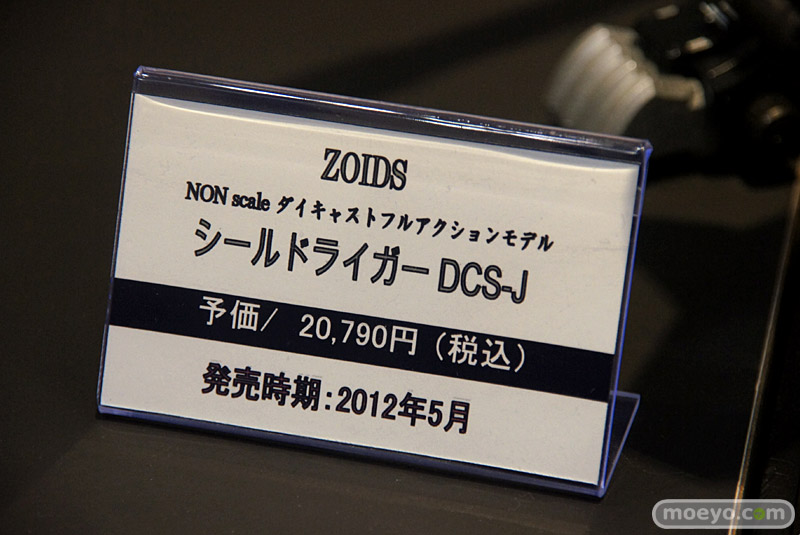 ZOIDS
NON scale ダイキャストフルアクションモデル
シールドライガー DCS-J
予価/ 20,790円 (税込)
発売時期:2012年5月
moeyo.com